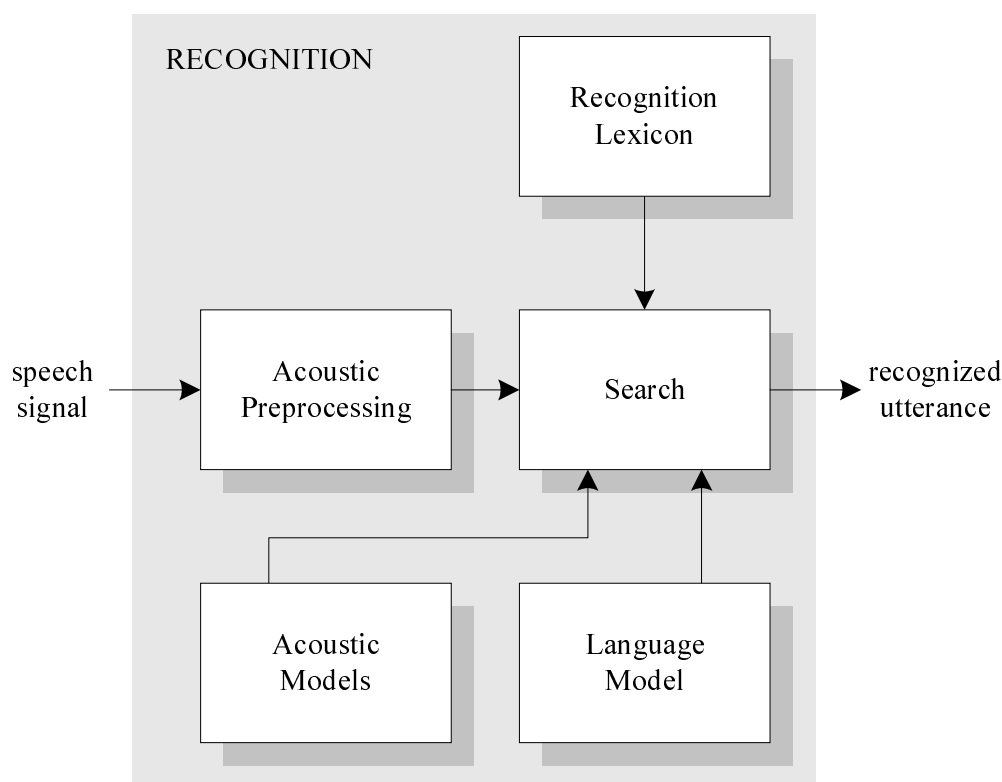 RECOGNITION
Recognition
Lexicon
speech
signal
Acoustic
Preprocessing
Search
recognized
utterance
Acoustic
Models
Language
Model